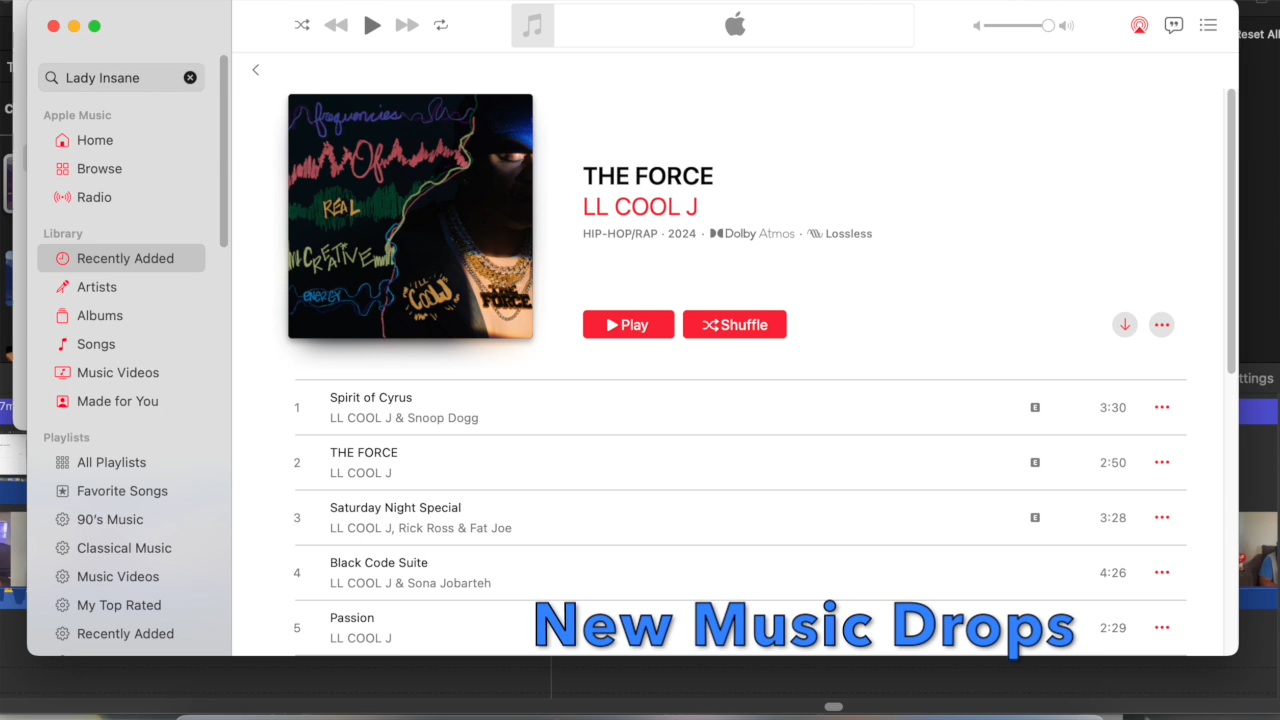 Lady Insane
Apple Music
Home
Browse
Radio
Library
Recently Added
Artists
Albums
Songs
Music Videos
Made for You
Playlists
All Playlists
Favorite Songs
90's Music
Classical Music
Music Videos
My Top Rated
Recently Added
frequencies
Of
REAL
CREATIVE
ENERGY
LL COOL J
THE FORCE
THE FORCE
LL COOL J
HIP-HOP/RAP · 2024 · Dolby Atmos · Lossless
Play
Shuffle
1 Spirit of Cyrus E 3:30
LL COOL J & Snoop Dogg
2 THE FORCE E 2:50
LL COOL J
3 Saturday Night Special E 3:28
LL COOL J, Rick Ross & Fat Joe
4 Black Code Suite 4:26
LL COOL J & Sona Jobarteh
5 Passion 2:29
LL COOL J
New Music Drops
Reset All
ttings